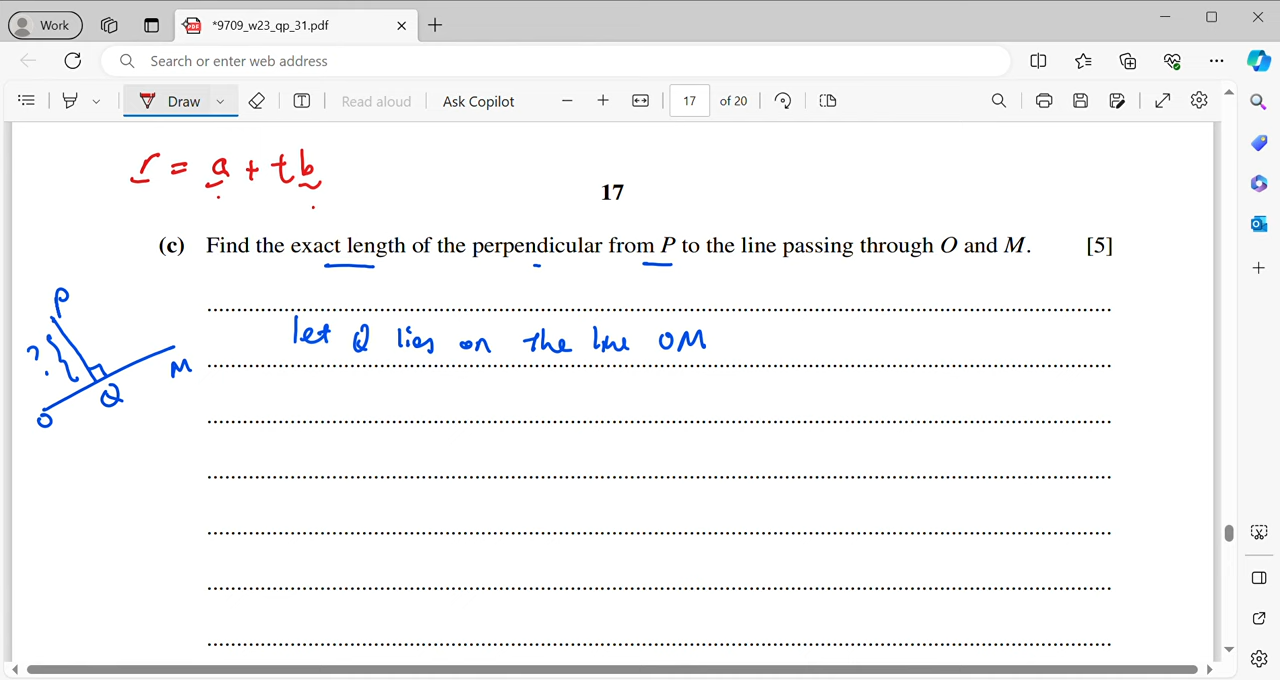 Work
*9709_w23_qp_31.pdf
Search or enter web address
Draw
Read aloud
Ask Copilot
17
of 20
r = a + t b
17
(c) Find the exact length of the perpendicular from P to the line passing through O and M. [5]
let Q lies on the line OM
P
?
M
Q
O